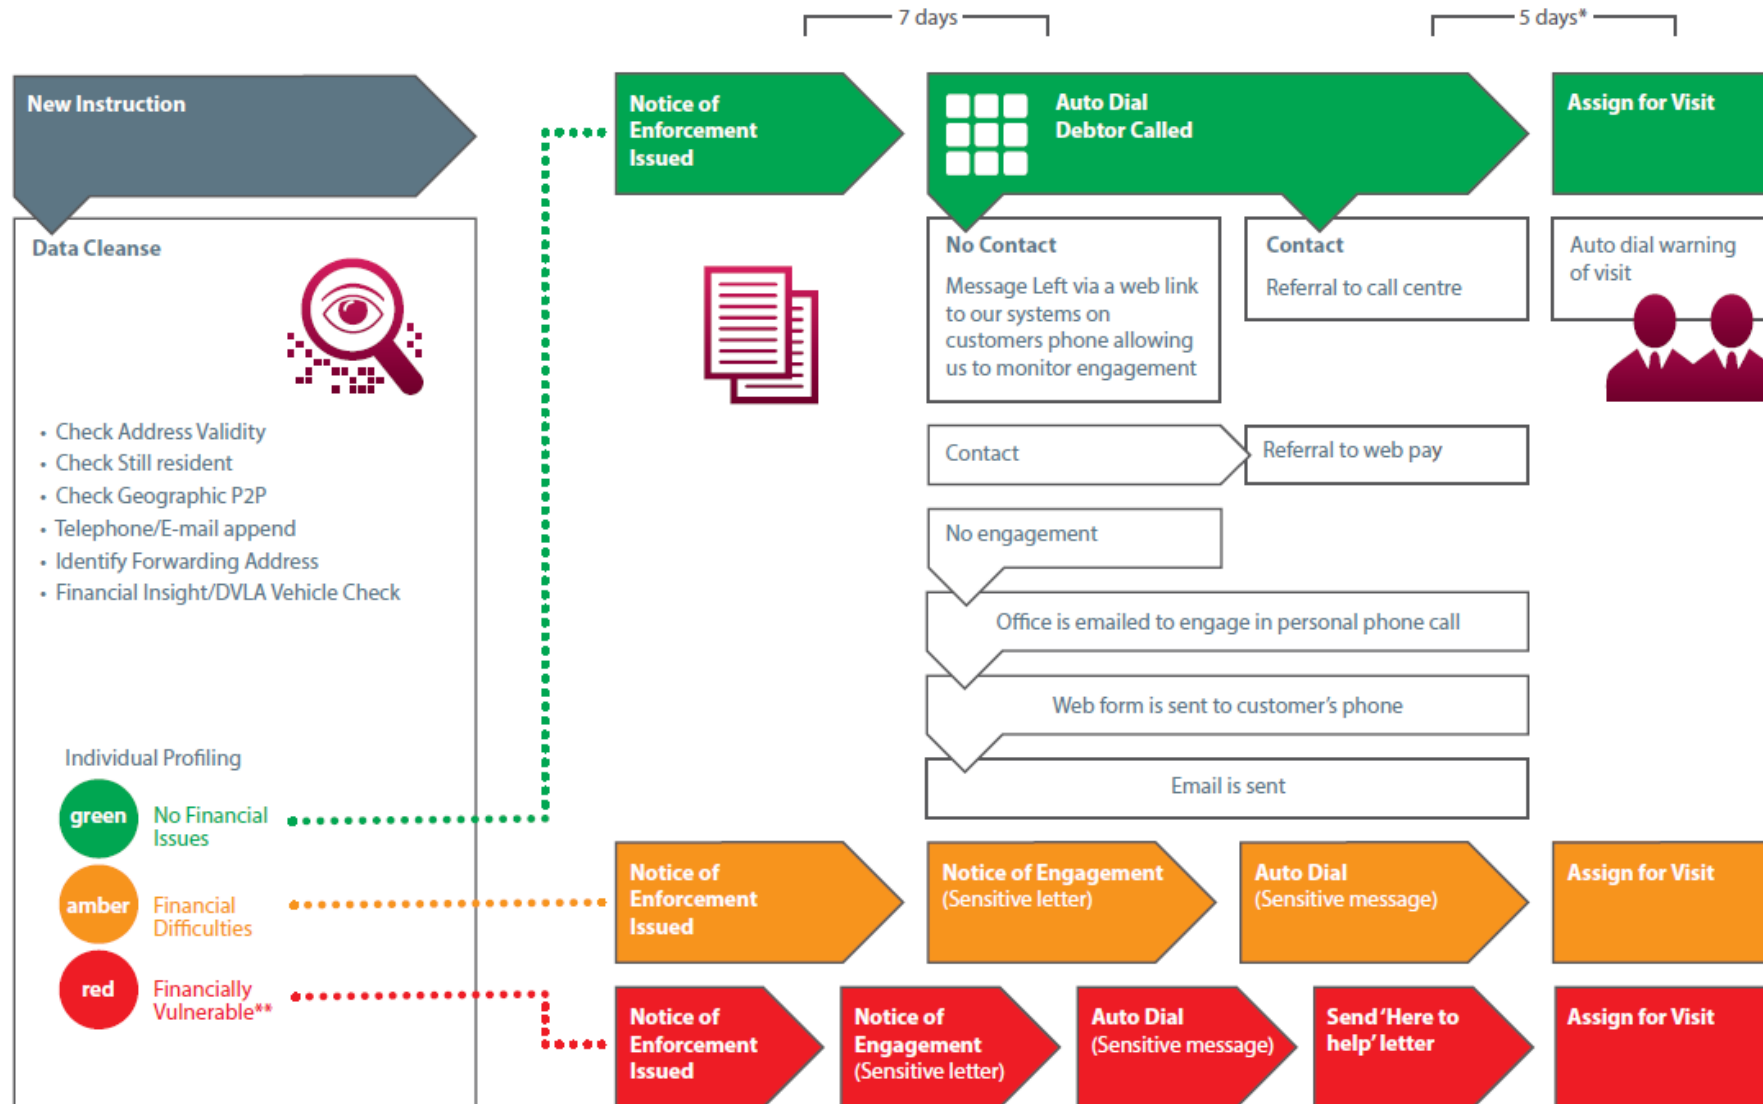 7 days
5 days*
New Instruction
Notice of
Enforcement
Issued
Auto Dial
Debtor Called
Assign for Visit
Data Cleanse
• Check Address Validity
• Check Still resident
• Check Geographic P2P
• Telephone/E-mail append
• Identify Forwarding Address
• Financial Insight/DVLA Vehicle Check
No Contact
Message Left via a web link
to our systems on
customers phone allowing
us to monitor engagement
Contact
Referral to call centre
Auto dial warning
of visit
Contact
Referral to web pay
No engagement
Office is emailed to engage in personal phone call
Web form is sent to customer’s phone
Email is sent
Individual Profiling
green
No Financial
Issues
amber
Financial
Difficulties
red
Financially
Vulnerable**
Notice of
Enforcement
Issued
Notice of Engagement
(Sensitive letter)
Auto Dial
(Sensitive message)
Assign for Visit
Notice of
Enforcement
Issued
Notice of
Engagement
(Sensitive letter)
Auto Dial
(Sensitive message)
Send ‘Here to
help’ letter
Assign for Visit